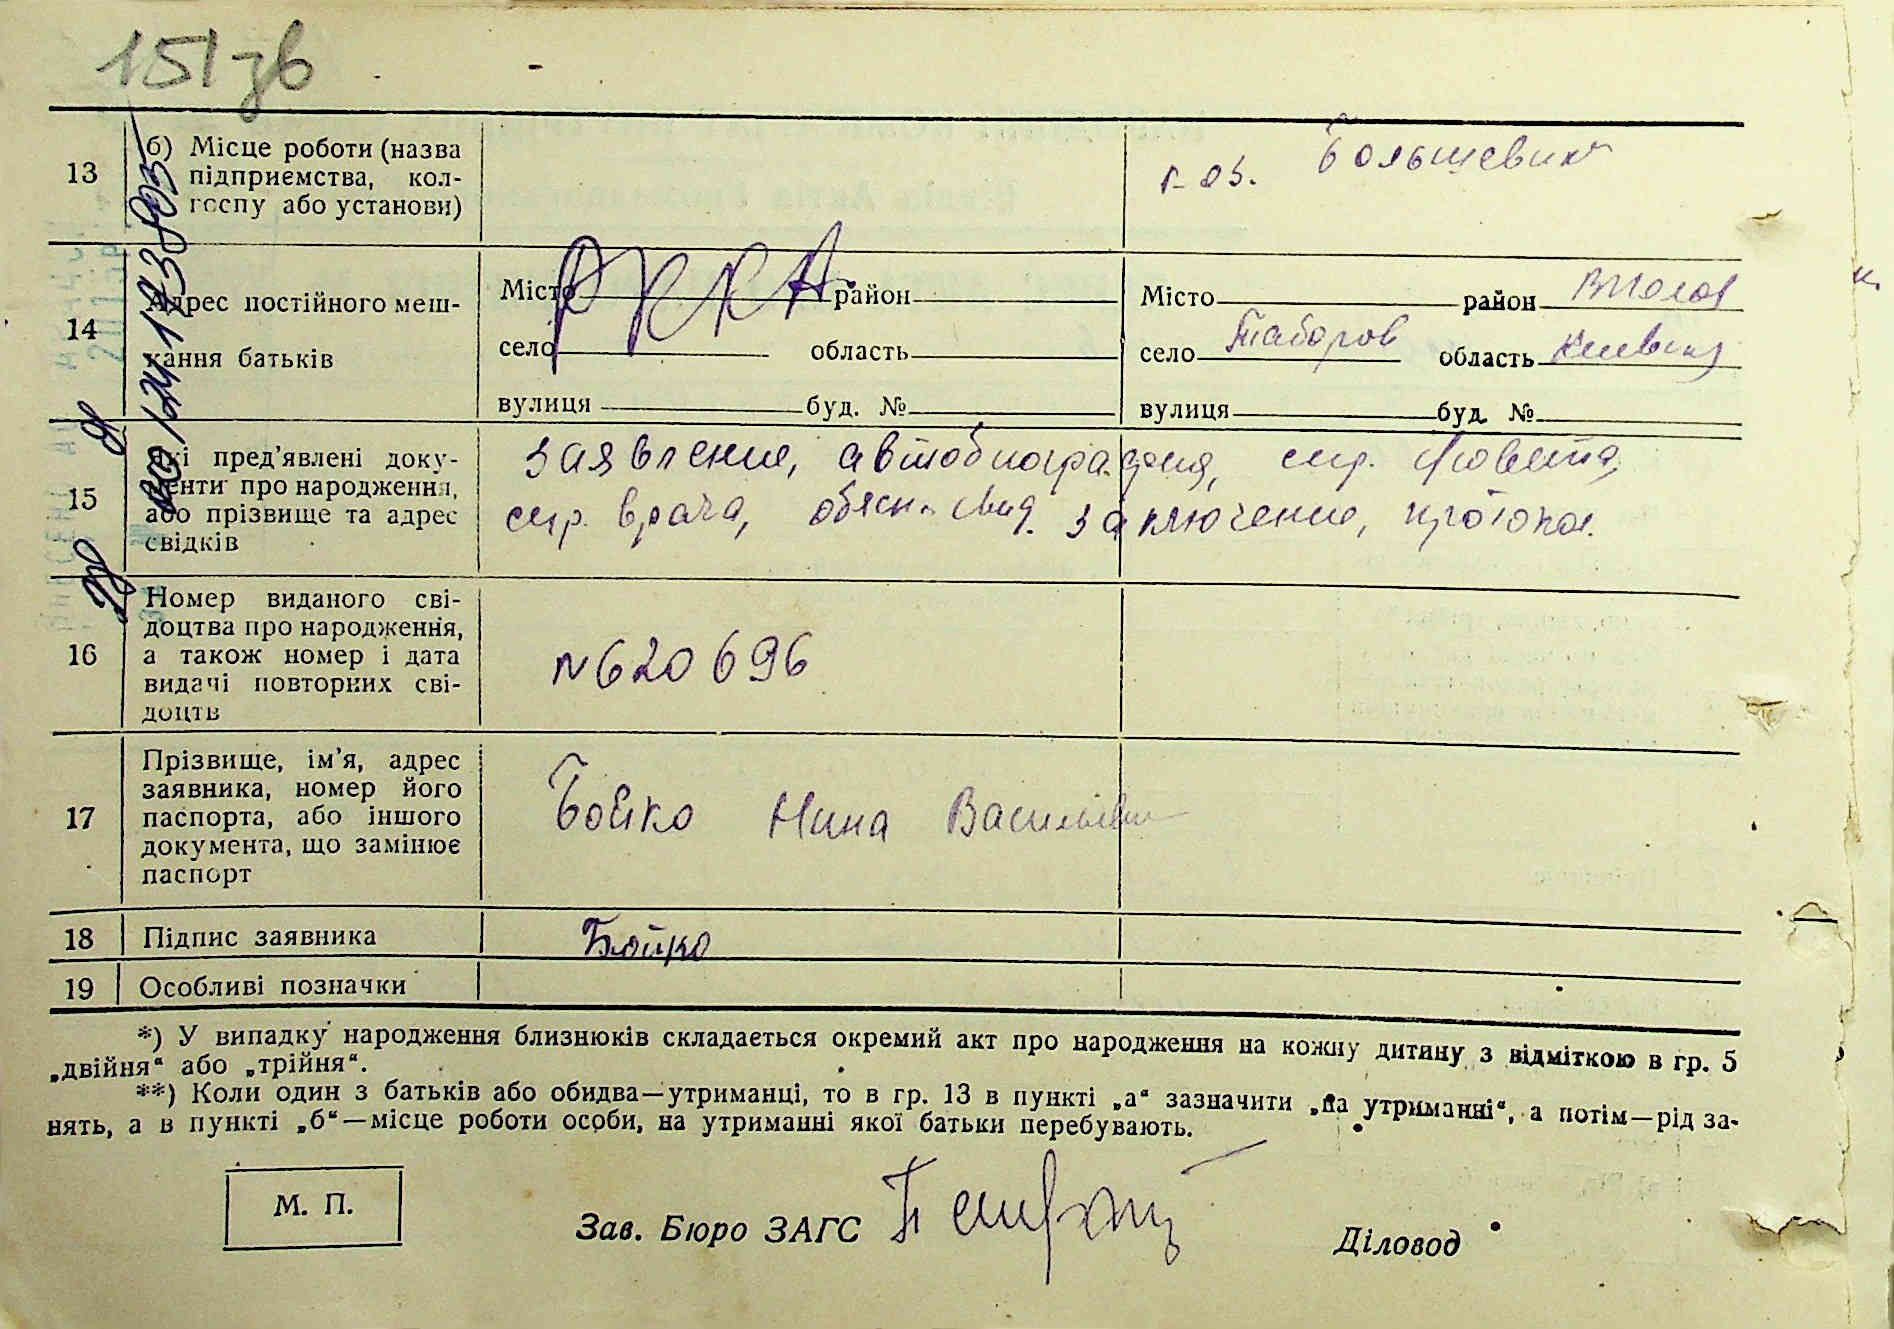 151зв
13
б) Місце роботи (назва
підприємства, кол-
госпу або установи)
Большевик
14
Адрес постійного меш-
кання батьків
РККА
Місто район
село область
вулиця буд. №
Місто район
село Таборов область Киевск
вулиця буд. №
15
Які пред'явлені доку-
менти про народження,
або прізвище та адрес
свідків
заявление, автобиография, спр.
спр. врача, обясн. свид. заключение, протокол.
16
Номер виданого сві-
доцтва про народження,
а також номер і дата
видачі повторних сві-
доцтв
N 620696
17
Прізвище, ім'я, адрес
заявника, номер його
паспорта, або іншого
документа, що замінює
паспорт
Бойко Нина Васильевн
18 Підпис заявника
Бойко
19 Особливі позначки
*) У випадку народження близнюків складається окремий акт про народження на кожну дитину з відміткою в гр. 5
„двійня“ або „трійня“.
**) Коли один з батьків або обидва—утриманці, то в гр. 13 в пункті „а“ зазначити „на утриманні“, а потім—рід за-
нять, а в пункті „б“—місце роботи особи, на утриманні якої батьки перебувають.
М. П.
Зав. Бюро ЗАГС
Діловод